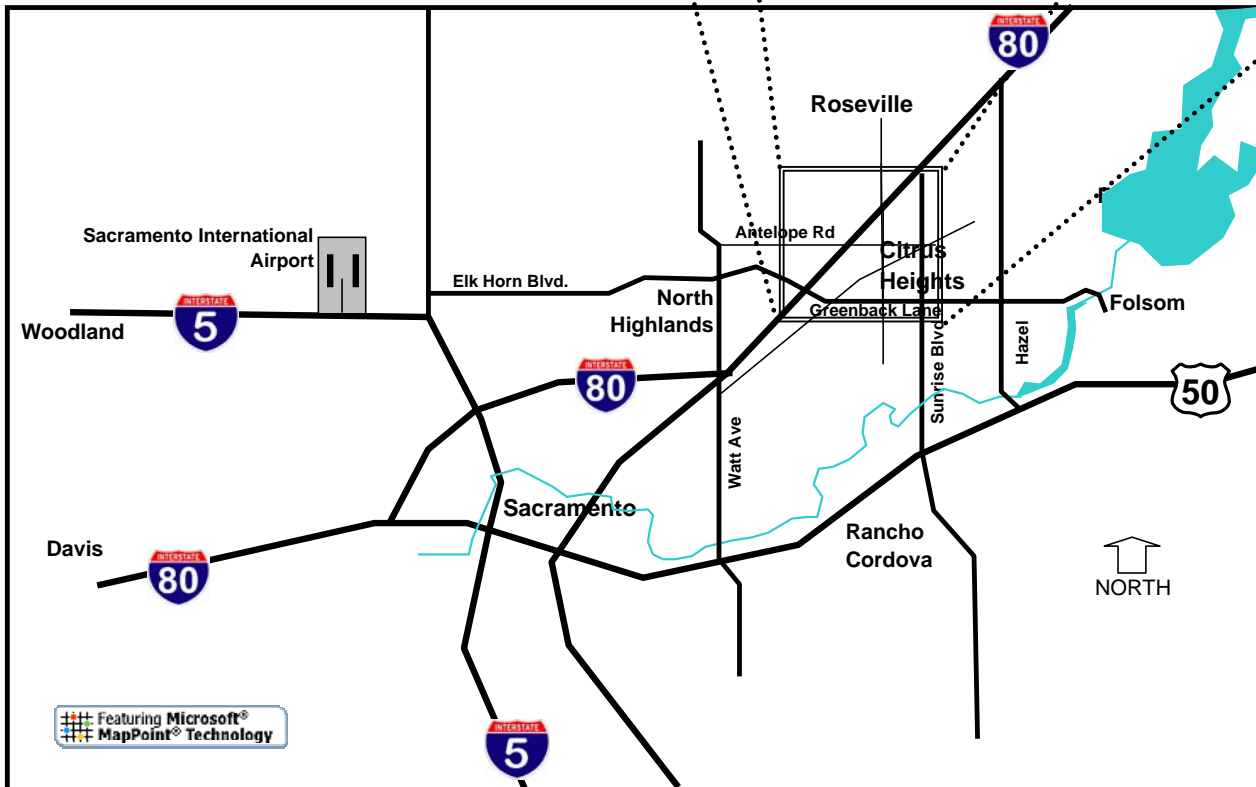 INTERSTATE
80
Roseville
F
Sacramento International
Airport
Antelope Rd
Citrus
Heights
Elk Horn Blvd.
North
Highlands
Greenback Lane
Folsom
INTERSTATE
5
Woodland
Sunrise Blvd
Hazel
INTERSTATE
80
50
Watt Ave
Sacramento
Davis
INTERSTATE
80
Rancho
Cordova
NORTH
Featuring Microsoft®
MapPoint® Technology
INTERSTATE
5